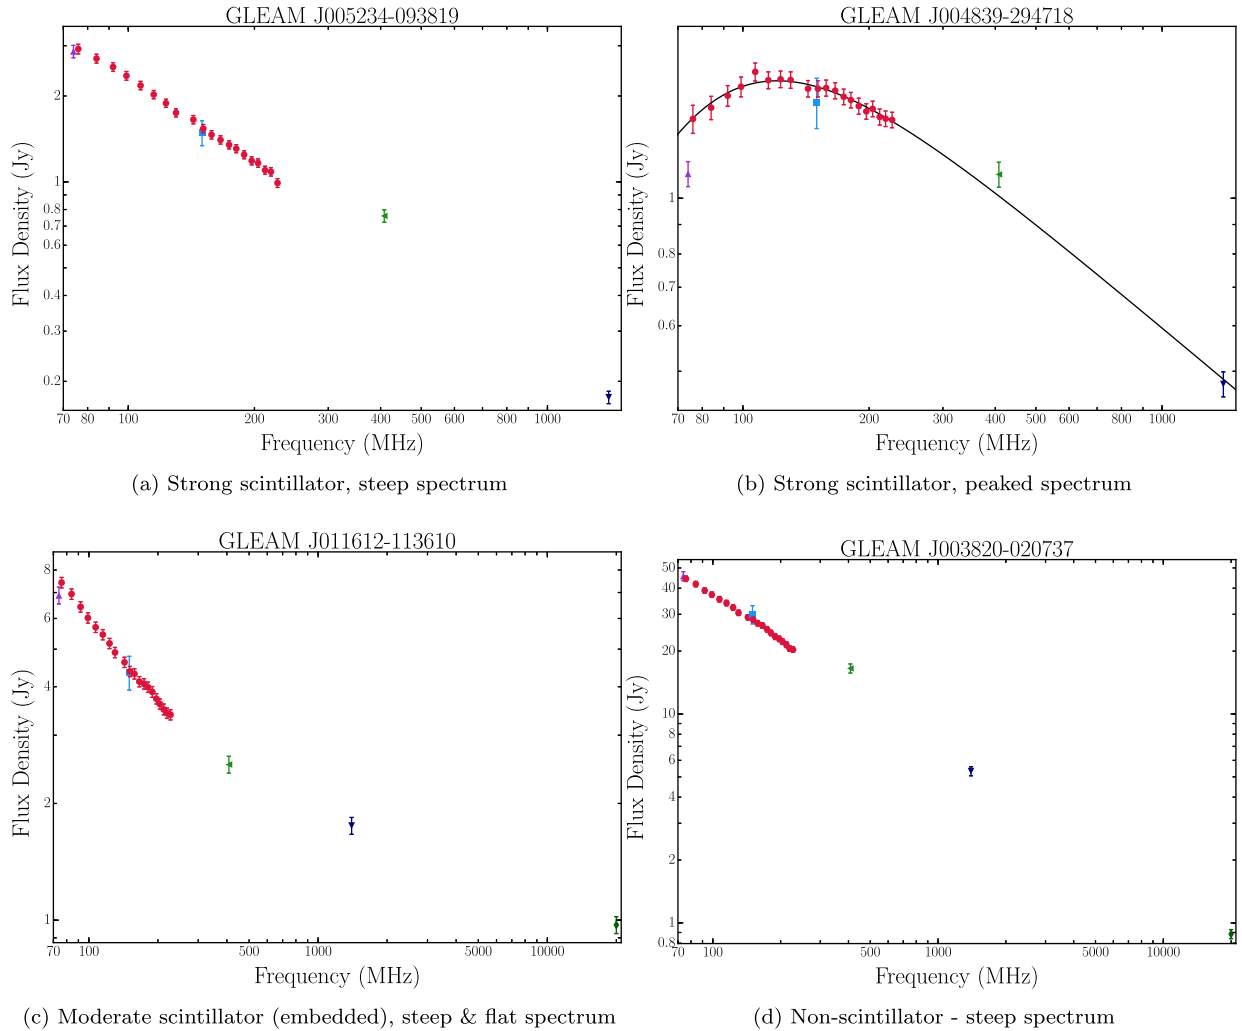 GLEAM J005234-093819
Flux Density (Jy)
2
1
0.8
0.7
0.6
0.4
0.3
0.2
70 80 100 200 300 400 500 600 1000
Frequency (MHz)
(a) Strong scintillator, steep spectrum
GLEAM J004839-294718
Flux Density (Jy)
1
0.8
0.7
0.6
70 80 100 200 300 400 500 600 1000
Frequency (MHz)
(b) Strong scintillator, peaked spectrum
GLEAM J011612-113610
Flux Density (Jy)
8
6
4
2
1
70 100 500 1000 5000 10000
Frequency (MHz)
(c) Moderate scintillator (embedded), steep & flat spectrum
GLEAM J003820-020737
Flux Density (Jy)
50
40
30
20
10
8
6
4
2
1
0.8
70 100 500 1000 5000 10000
Frequency (MHz)
(d) Non-scintillator - steep spectrum